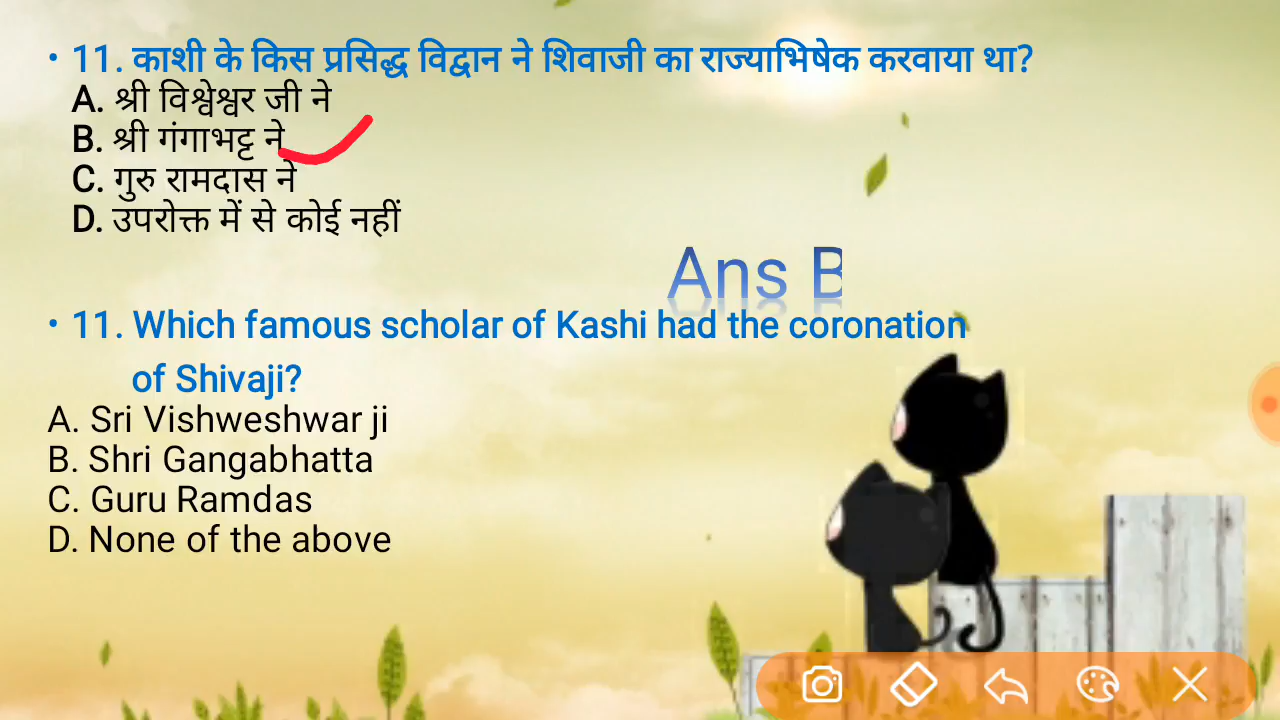 • 11. काशी के किस प्रसिद्ध विद्वान ने शिवाजी का राज्याभिषेक करवाया था?
A. श्री विश्वेश्वर जी ने
B. श्री गंगाभट्ट ने
C. गुरु रामदास ने
D. उपरोक्त में से कोई नहीं
Ans B
• 11. Which famous scholar of Kashi had the coronation
of Shivaji?
A. Sri Vishweshwar ji
B. Shri Gangabhatta
C. Guru Ramdas
D. None of the above